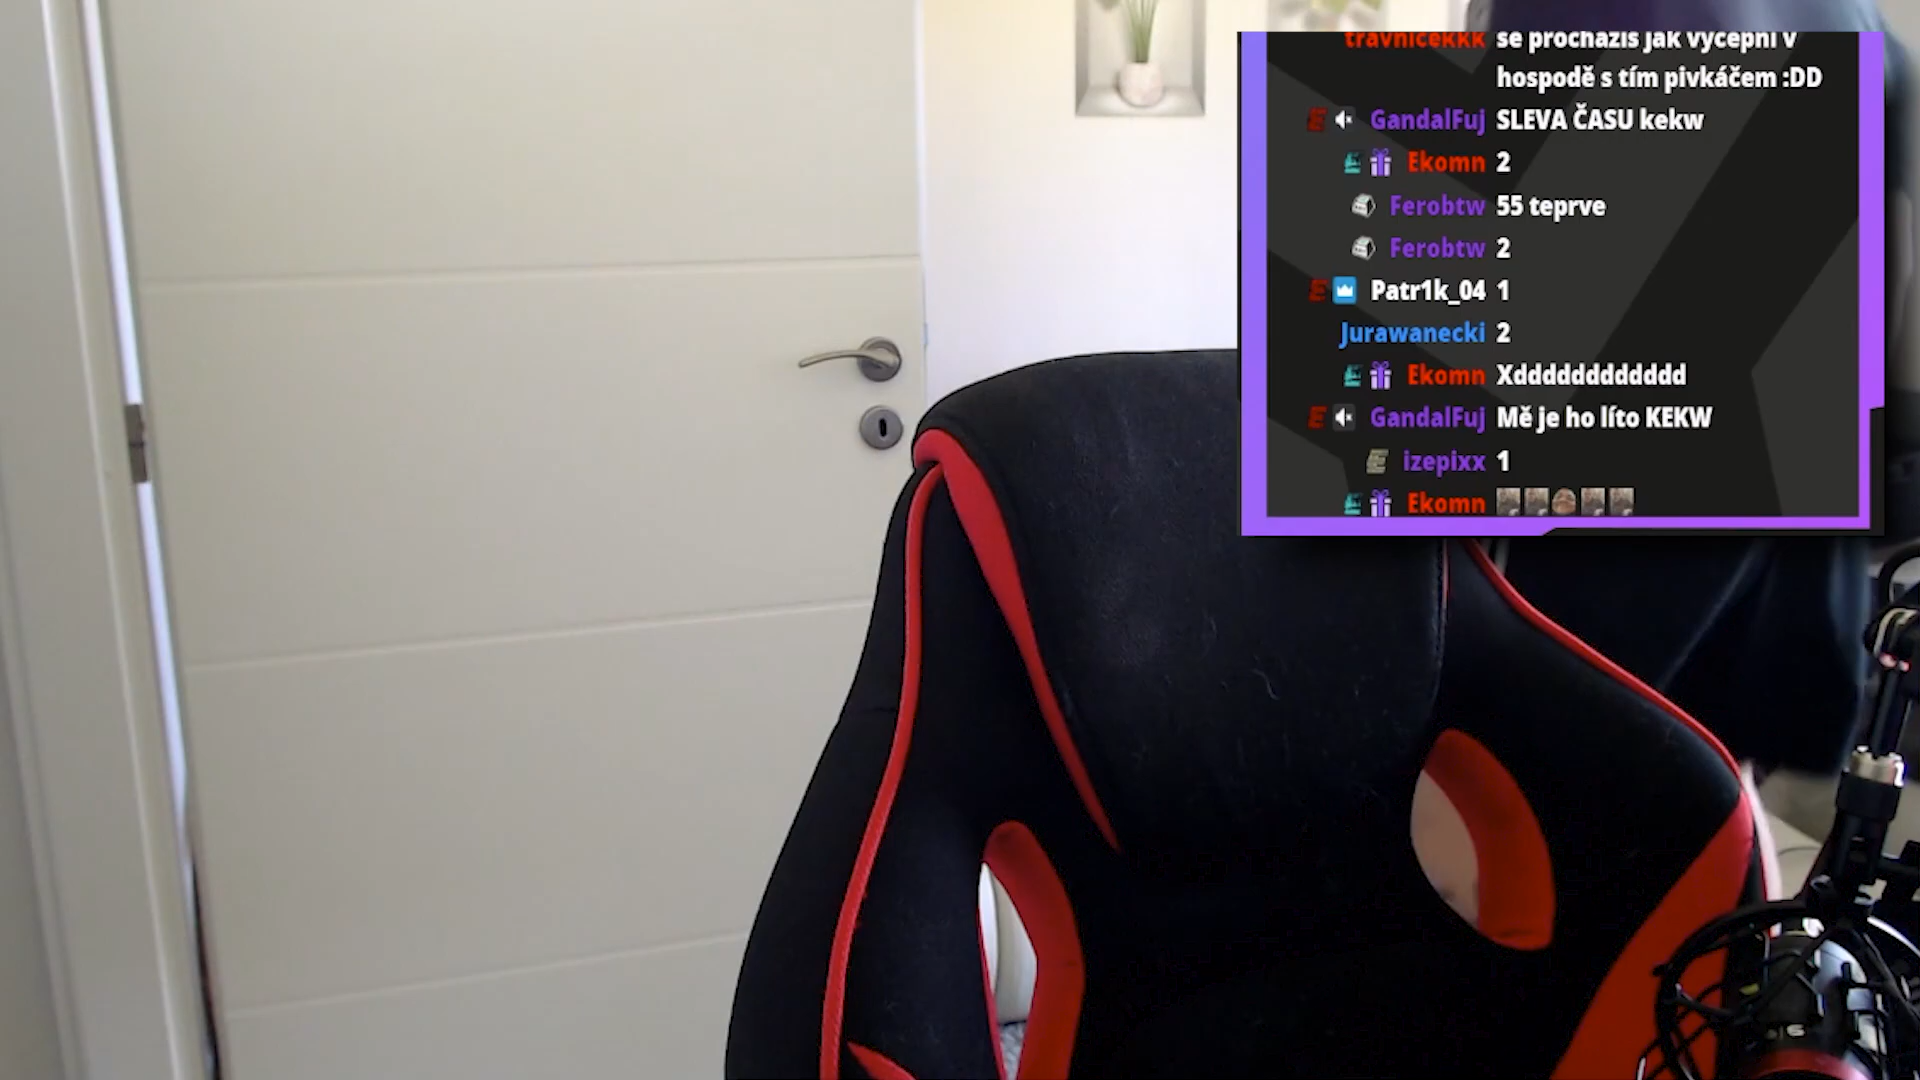 travnicekkk se procházíš jak výčepní v
hospodě s tím pivkáčem :DD
GandalFuj SLEVA ČASU kekw
Ekomn 2
Ferobtw 55 teprve
Ferobtw 2
Patr1k_04 1
Jurawanecki 2
Ekomn Xdddddddddddd
GandalFuj Mě je ho líto KEKW
izepixx 1
Ekomn